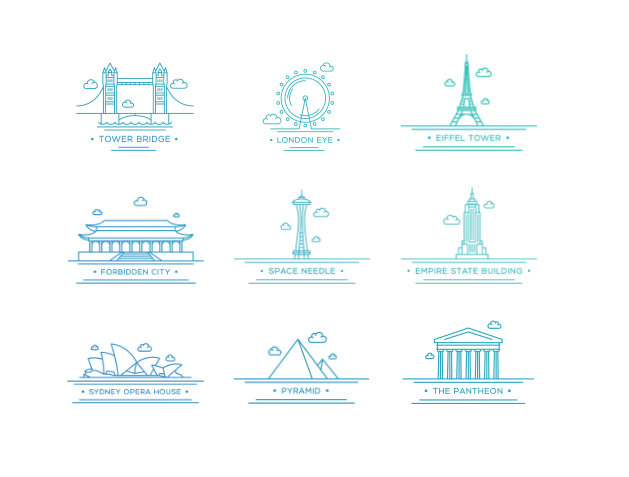 • TOWER BRIDGE •
• LONDON EYE •
• EIFFEL TOWER •
• FORBIDDEN CITY •
• SPACE NEEDLE •
• EMPIRE STATE BUILDING •
• SYDNEY OPERA HOUSE •
• PYRAMID •
• THE PANTHEON •